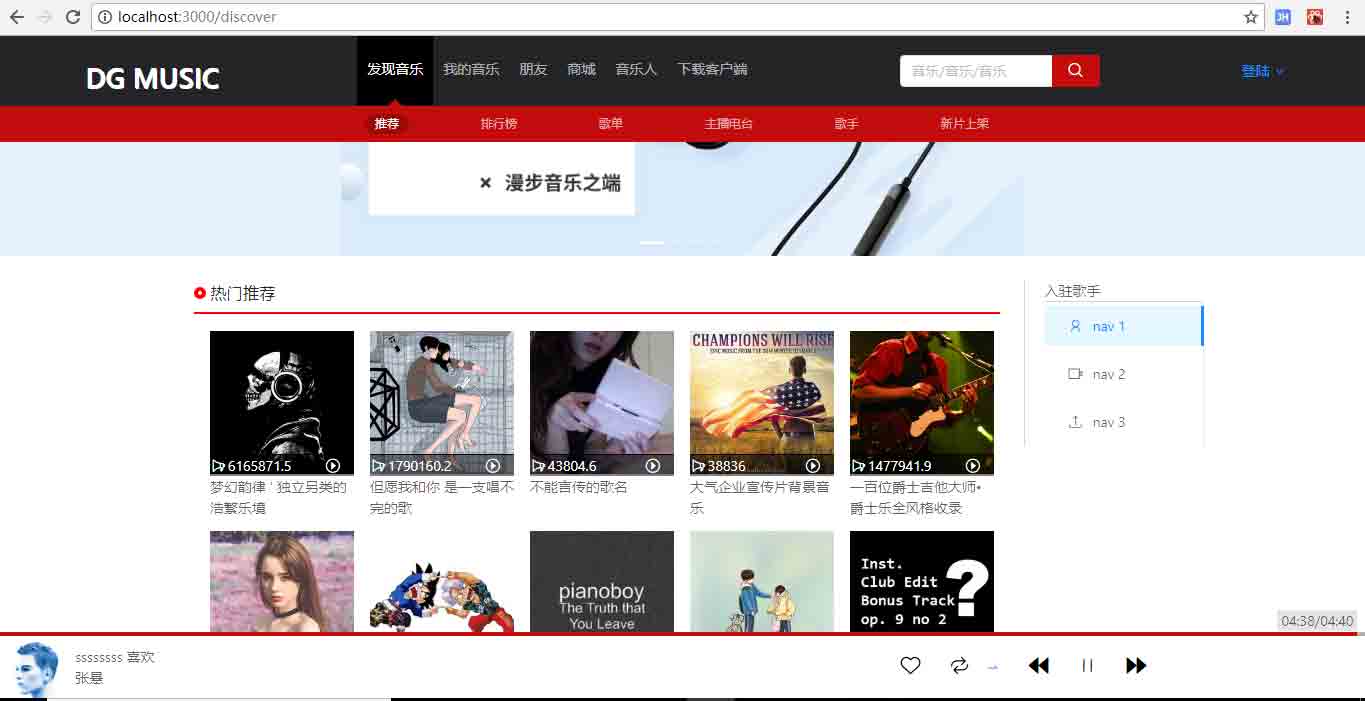 localhost:3000/discover
JH
DG MUSIC
发现音乐 我的音乐 朋友 商城 音乐人 下载客户端
音乐/音乐/音乐
登陆
推荐 排行榜 歌单 主播电台 歌手 新片上架
× 漫步音乐之端
热门推荐
入驻歌手
nav 1
nav 2
nav 3
CHAMPIONS WILL RISE
EPIC MUSIC FROM THE 2014 WINTER OLYMPICS
6165871.5
1790160.2
43804.6
38836
1477941.9
梦幻韵律 ' 独立另类的
浩繁乐境
但愿我和你 是一支唱不
完的歌
不能言传的歌名
大气企业宣传片背景音
乐
一百位爵士吉他大师•
爵士乐全风格收录
pianoboy
The Truth that
You Leave
Inst.
Club Edit
Bonus Track
op. 9 no 2
?
04:38/04:40
ssssssss 喜欢
张悬